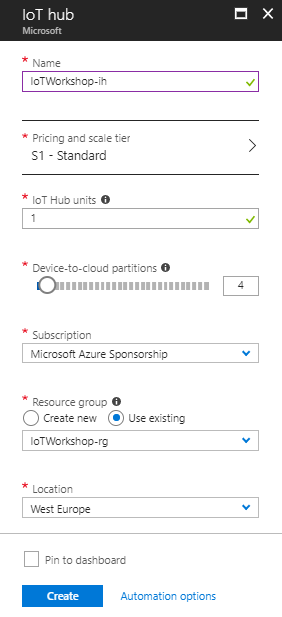 IoT hub
Microsoft
* Name
IoTWorkshop-ih
* Pricing and scale tier
S1 - Standard
* IoT Hub units
1
* Device-to-cloud partitions
4
* Subscription
Microsoft Azure Sponsorship
* Resource group
Create new Use existing
IoTWorkshop-rg
* Location
West Europe
Pin to dashboard
Create Automation options